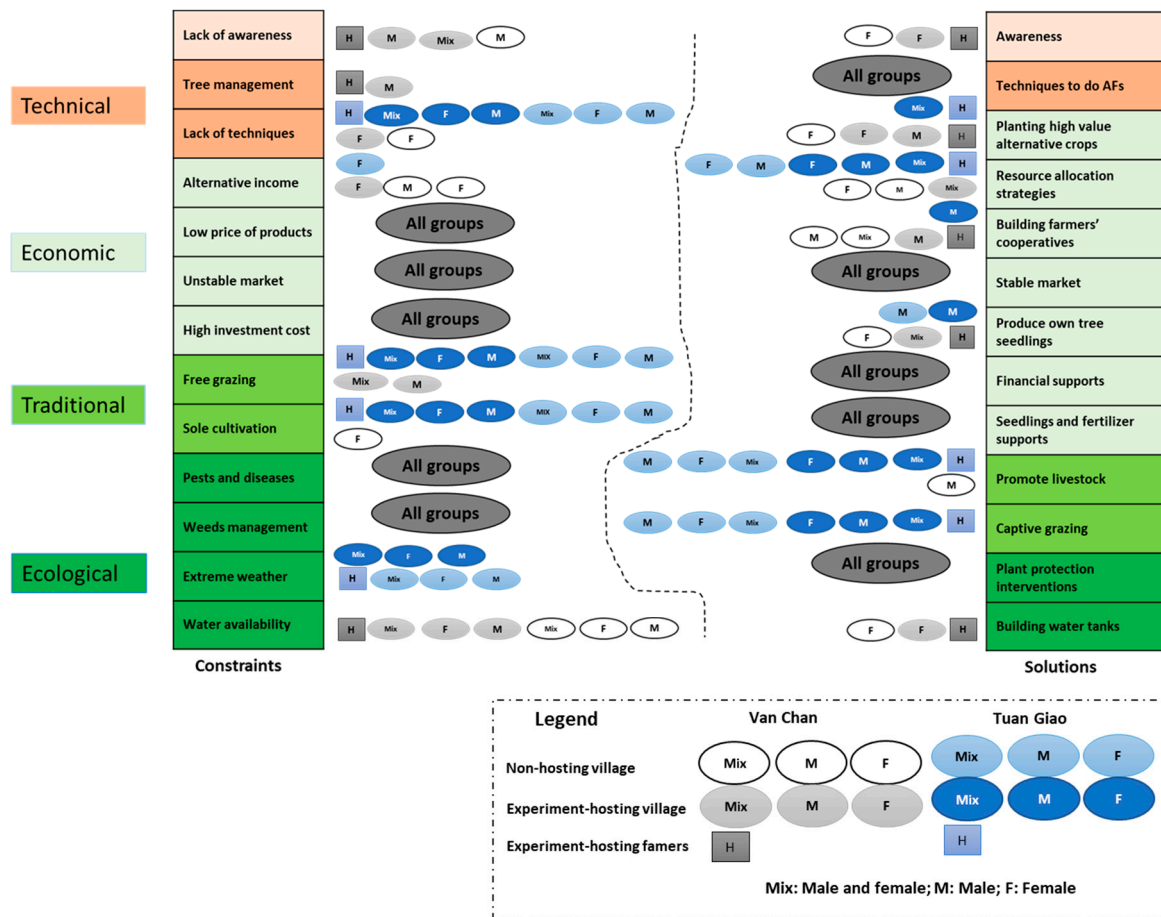 Lack of awareness
H M Mix M
F F H
Awareness
Technical
Tree management
H M
All groups
Techniques to do AFs
Lack of techniques
H Mix F M Mix F M
F F
Mix H
F F M H
Planting high value
alternative crops
Alternative income
F
F M F
F M F M Mix H
F M Mix
Resource allocation
strategies
Economic
Low price of products
All groups
M
M Mix M H
Building farmers'
cooperatives
Unstable market
All groups
All groups
Stable market
High investment cost
All groups
M M
F Mix H
Produce own tree
seedlings
Traditional
Free grazing
H Mix F M MIX F M
Mix M
All groups
Financial supports
Sole cultivation
H Mix F M MIX F M
F
All groups
Seedlings and fertilizer
supports
Pests and diseases
All groups
M F Mix F M Mix H
M
Promote livestock
Weeds management
All groups
M F Mix F M Mix H
Captive grazing
Ecological
Extreme weather
Mix F M
H Mix F M
All groups
Plant protection
interventions
Water availability
H Mix F M Mix F M
F F H
Building water tanks
Constraints
Solutions
Legend
Van Chan
Tuan Giao
Non-hosting village
Mix M F Mix M F
Experiment-hosting village
Mix M F Mix M F
Experiment-hosting famers
H H
Mix: Male and female; M: Male; F: Female